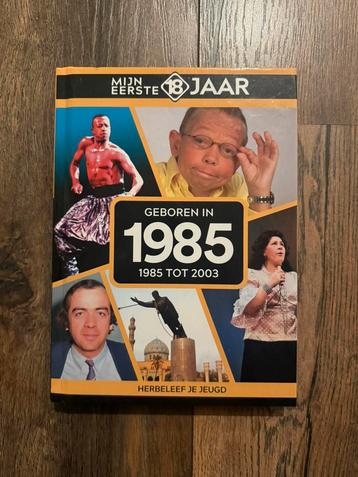 MIJN
EERSTE 18 JAAR
GEBOREN IN
1985
1985 TOT 2003
HERBELEEF JE JEUGD